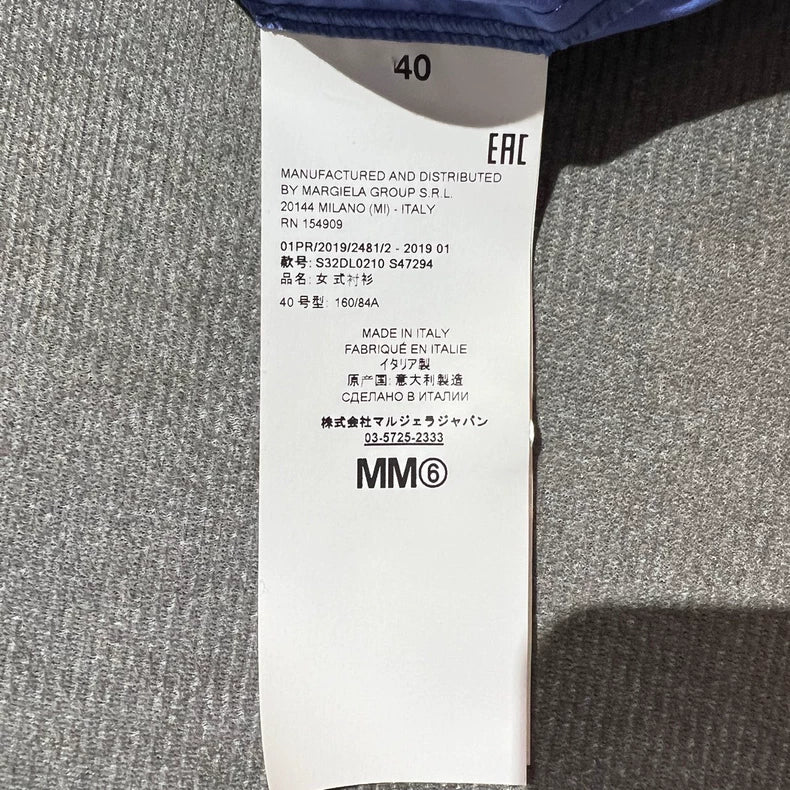 40
EAC
MANUFACTURED AND DISTRIBUTED
BY MARGIELA GROUP S.R.L.
20144 MILANO (MI) - ITALY
RN 154909
01PR/2019/2481/2 - 2019 01
款号: S32DL0210 S47294
品名: 女式衬衫
40 号型: 160/84A
MADE IN ITALY
FABRIQUÉ EN ITALIE
イタリア製
原产国: 意大利製造
СДЕЛАНО В ИТАЛИИ
株式会社マルジェラジャパン
03-5725-2333
MM⑥